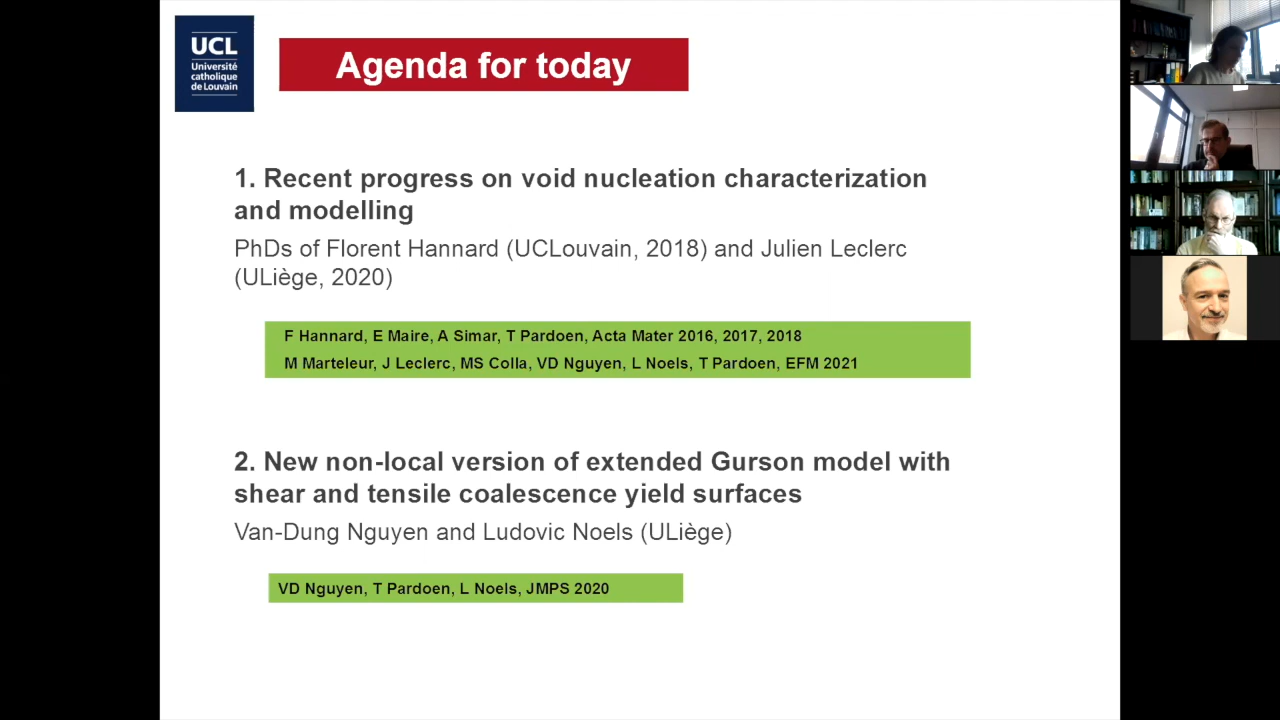 UCL
Université
catholique
de Louvain
Agenda for today
1. Recent progress on void nucleation characterization
and modelling
PhDs of Florent Hannard (UCLouvain, 2018) and Julien Leclerc
(ULiège, 2020)
F Hannard, E Maire, A Simar, T Pardoen, Acta Mater 2016, 2017, 2018
M Marteleur, J Leclerc, MS Colla, VD Nguyen, L Noels, T Pardoen, EFM 2021
2. New non-local version of extended Gurson model with
shear and tensile coalescence yield surfaces
Van-Dung Nguyen and Ludovic Noels (ULiège)
VD Nguyen, T Pardoen, L Noels, JMPS 2020